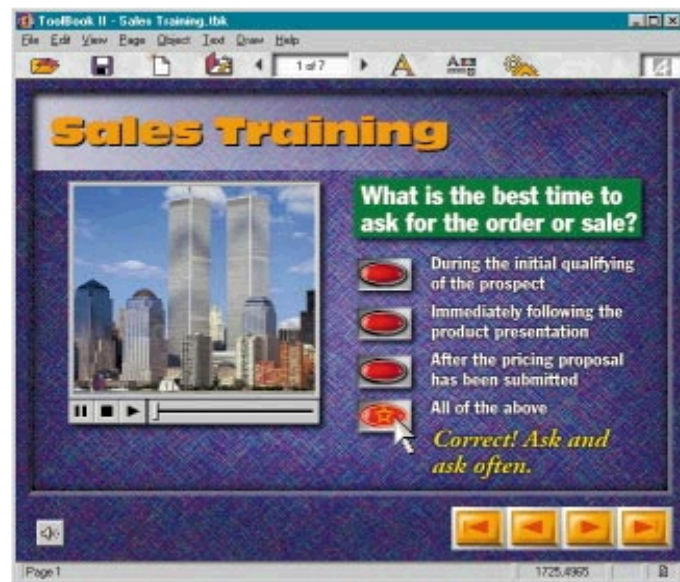 ToolBook II - Sales Training.tbk
File Edit View Page Object Text Draw Help
1 of 7
Sales Training
What is the best time to
ask for the order or sale?
During the initial qualifying
of the prospect
Immediately following the
product presentation
After the pricing proposal
has been submitted
All of the above
Correct! Ask and
ask often.
Page 1
1725,4965